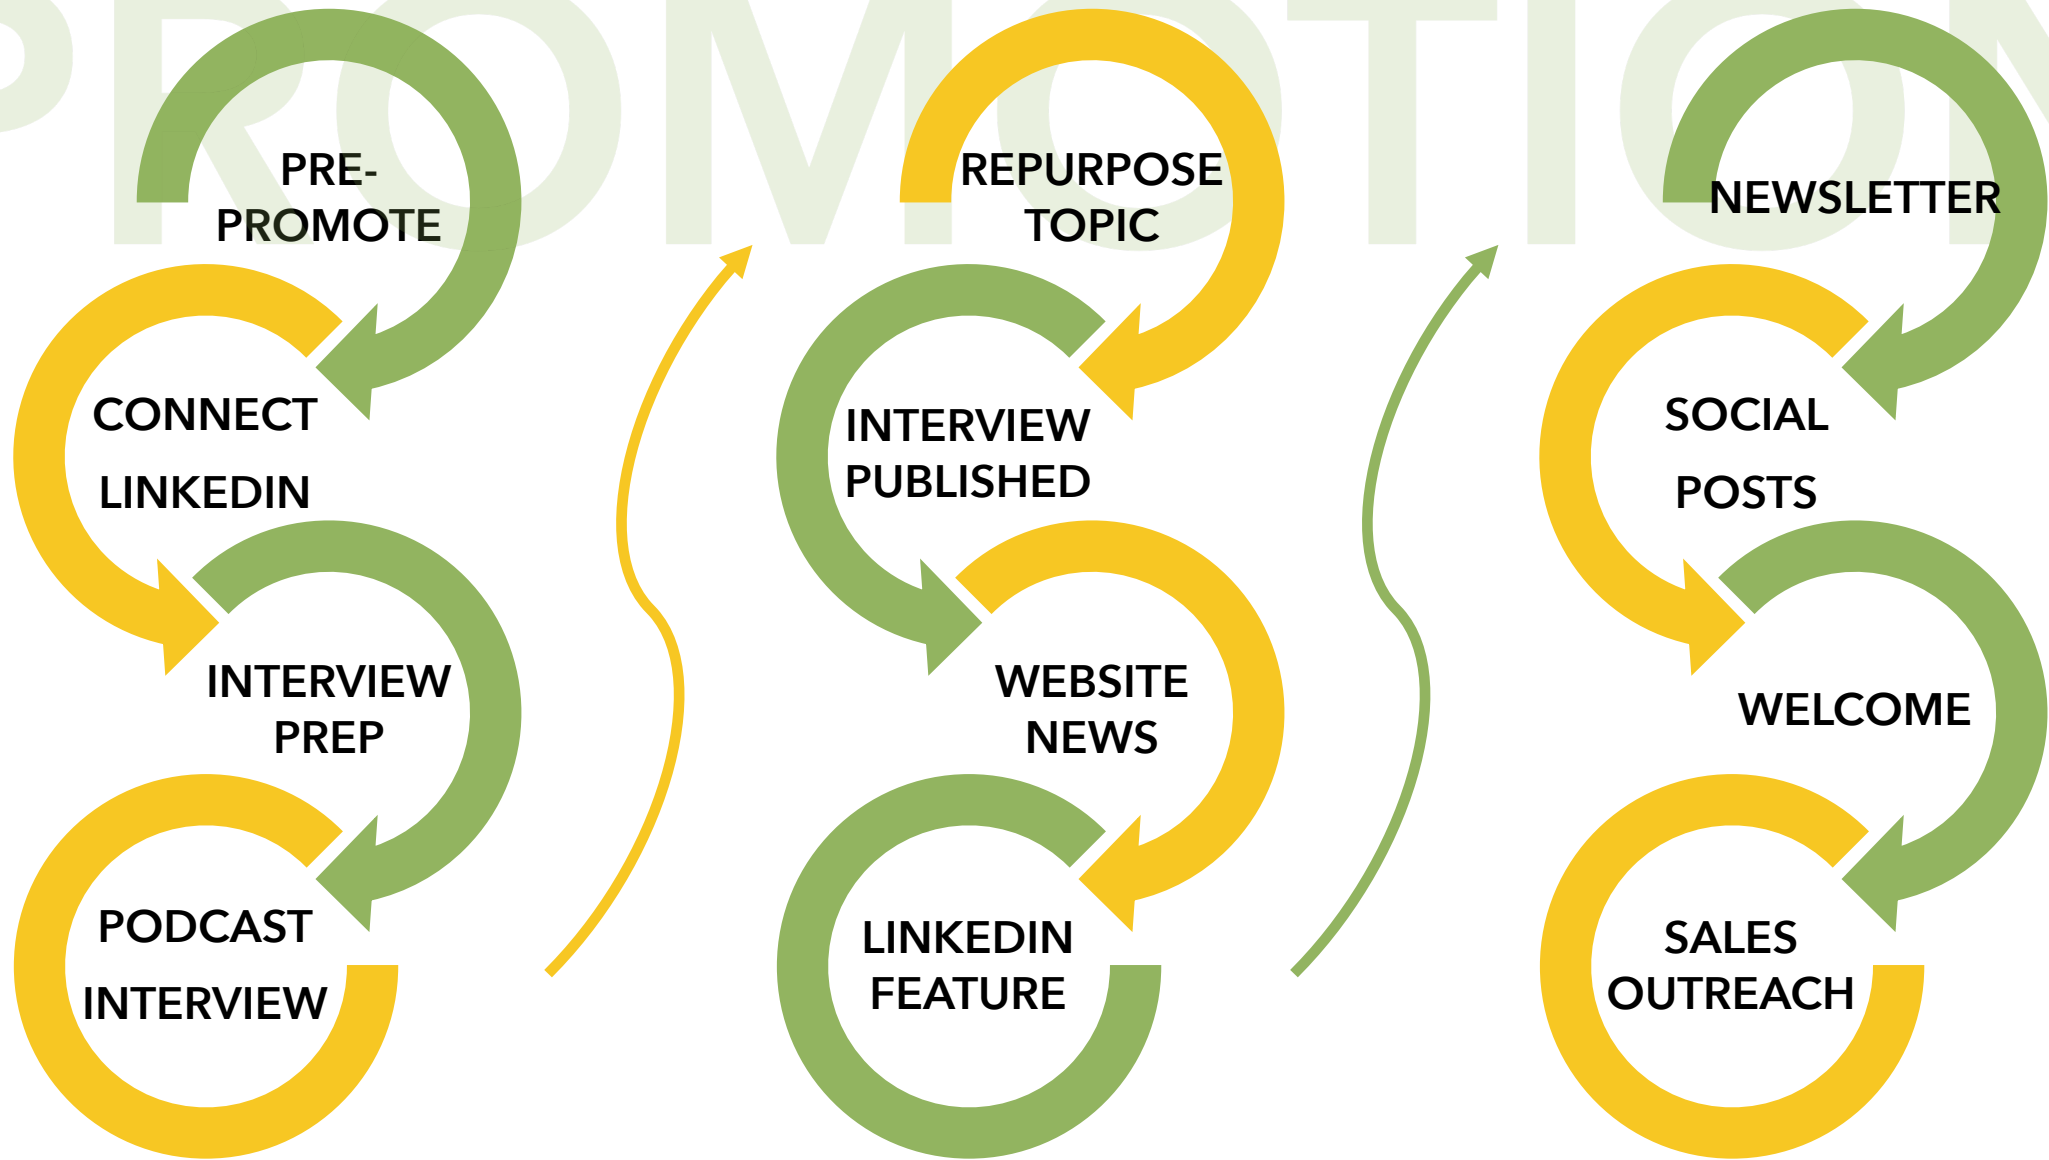 PROMOTION
PRE-
PROMOTE
CONNECT
LINKEDIN
INTERVIEW
PREP
PODCAST
INTERVIEW
REPURPOSE
TOPIC
INTERVIEW
PUBLISHED
WEBSITE
NEWS
LINKEDIN
FEATURE
NEWSLETTER
SOCIAL
POSTS
WELCOME
SALES
OUTREACH